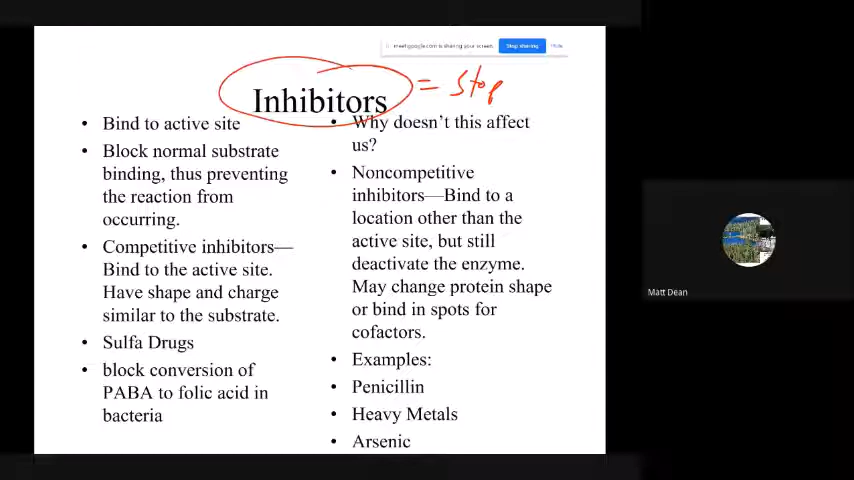 meet.google.com is sharing your screen. Stop sharing Hide
Inhibitors = stop
• Bind to active site
• Block normal substrate
binding, thus preventing
the reaction from
occurring.
• Competitive inhibitors—
Bind to the active site.
Have shape and charge
similar to the substrate.
• Sulfa Drugs
• block conversion of
PABA to folic acid in
bacteria
• Why doesn't this affect
us?
• Noncompetitive
inhibitors—Bind to a
location other than the
active site, but still
deactivate the enzyme.
May change protein shape
or bind in spots for
cofactors.
• Examples:
• Penicillin
• Heavy Metals
• Arsenic
Matt Dean